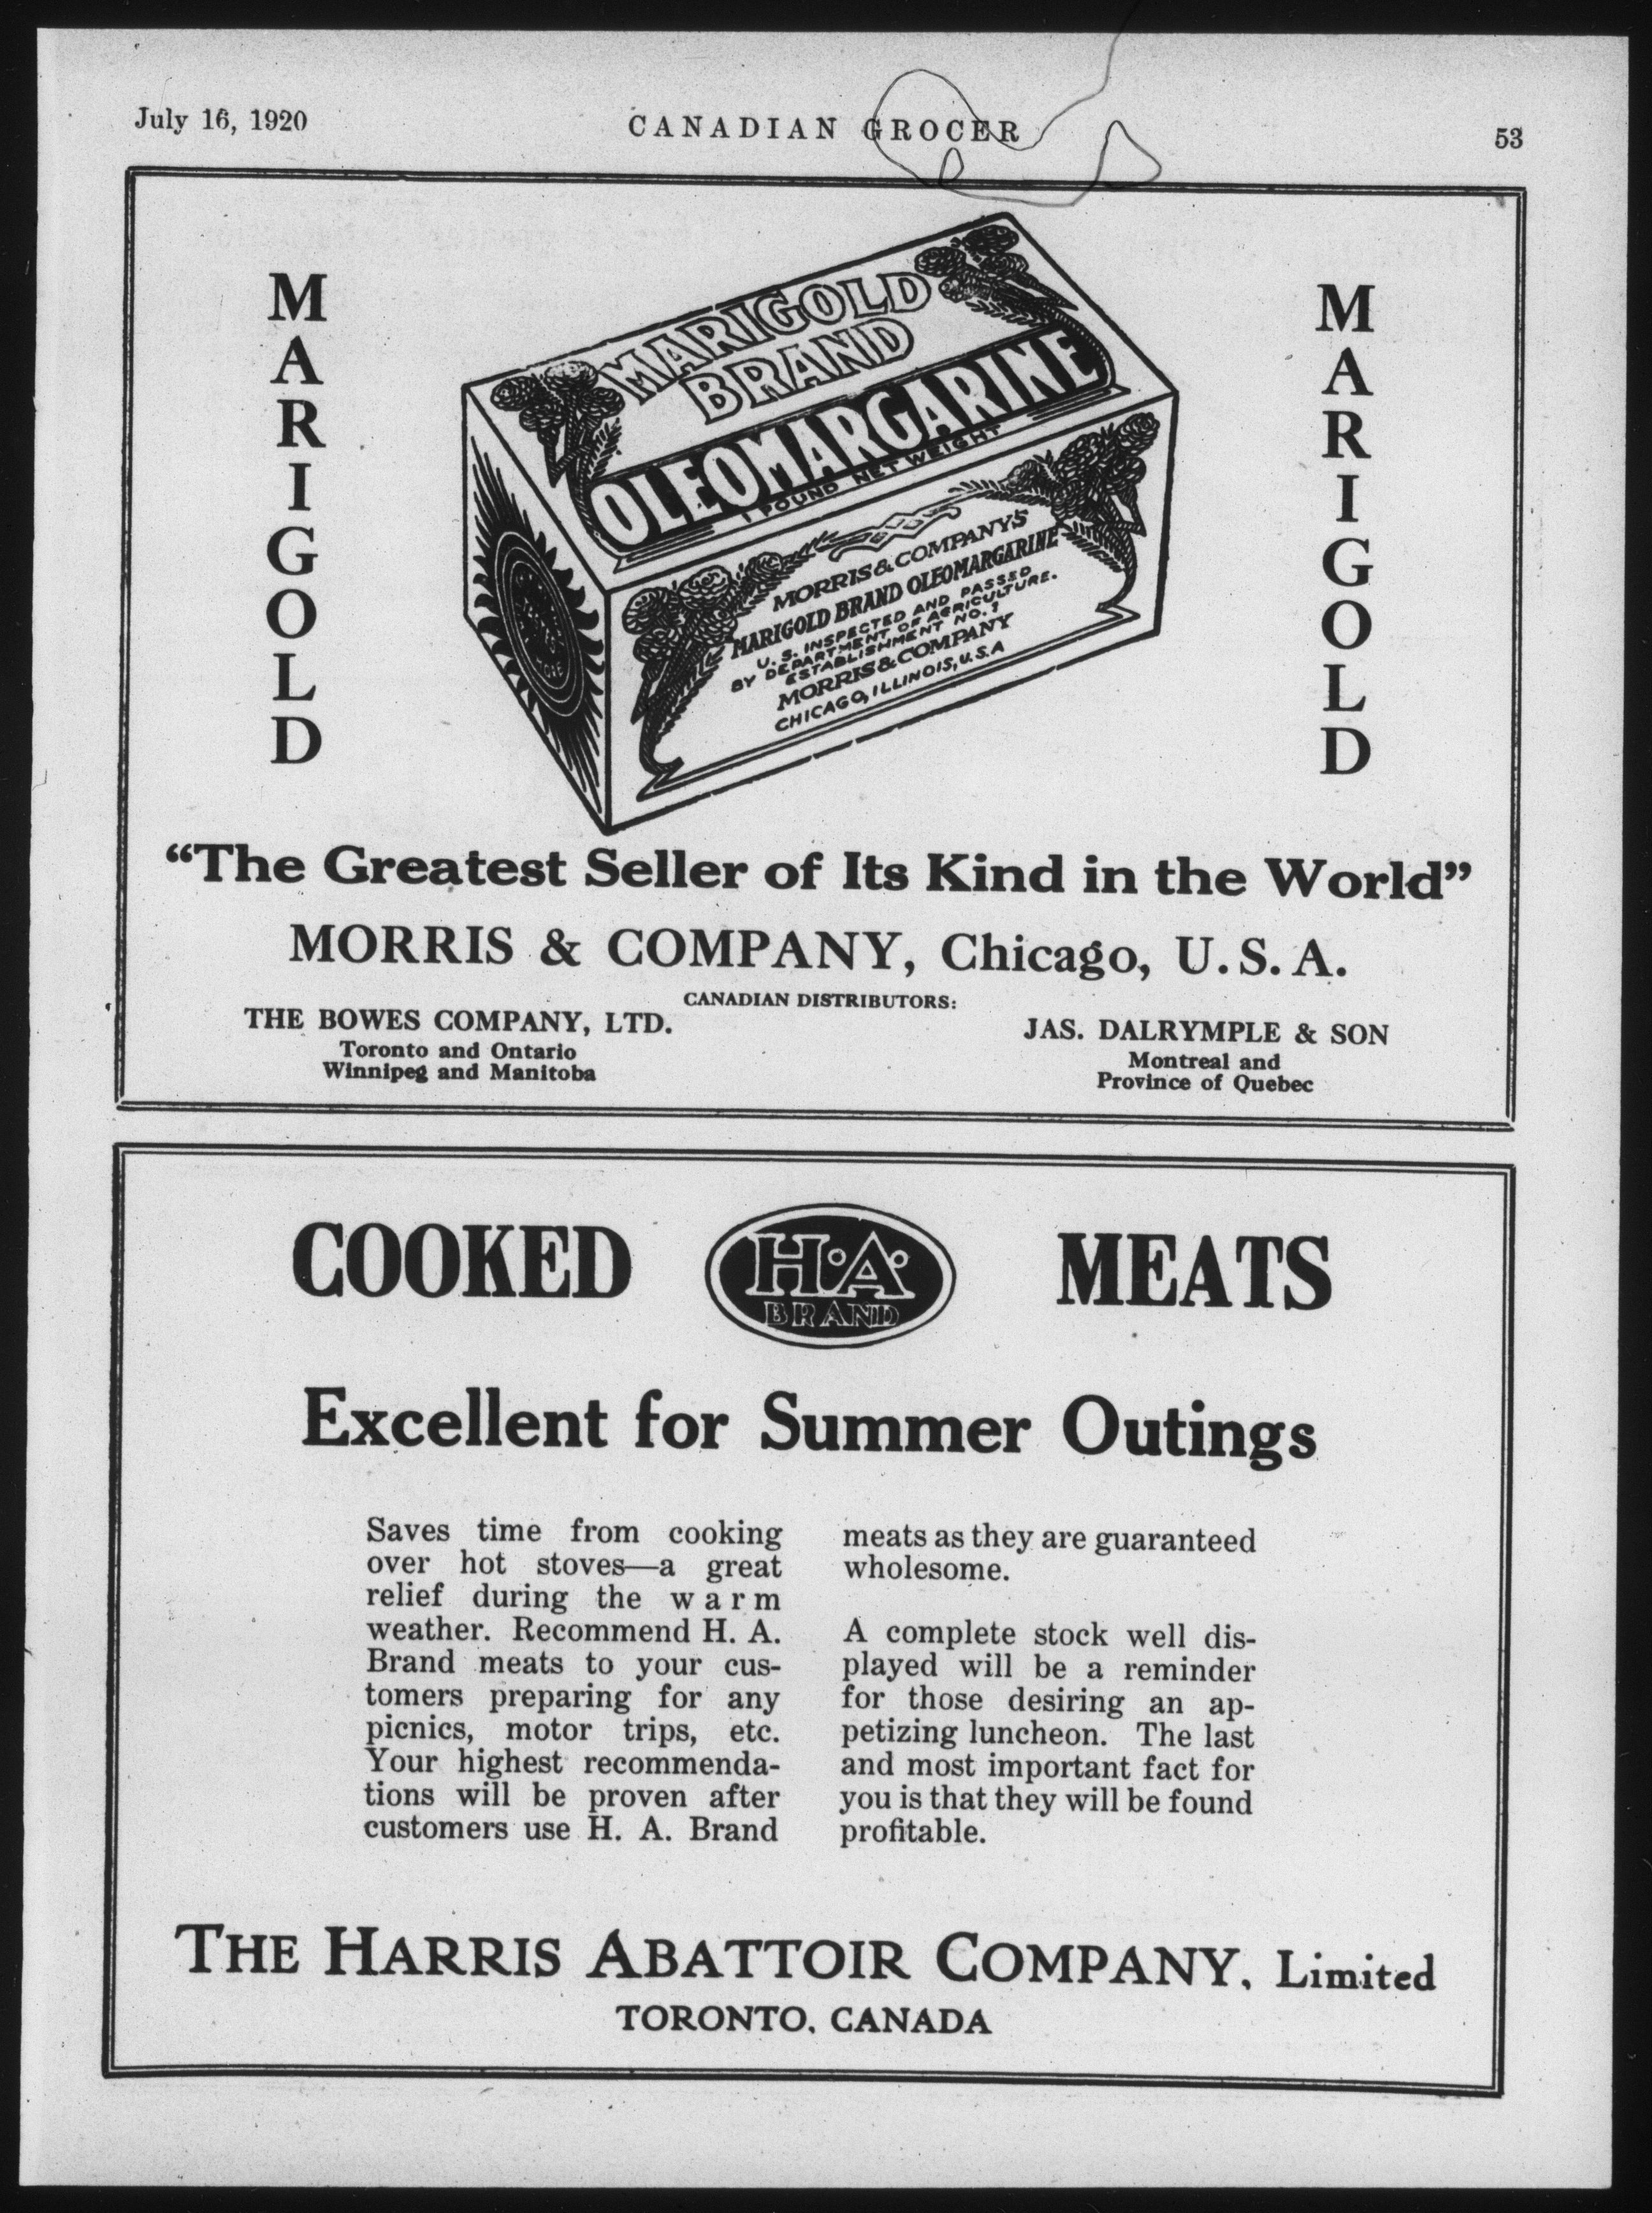 July 16, 1920
CANADIAN GROCER
53
MARIGOLD
MARIGOLD
BRAND
OLEOMARGARINE
1 POUND NET WEIGHT
MORRIS & COMPANY'S
MARIGOLD BRAND OLEOMARGARINE
U. S. INSPECTED AND PASSED
BY DEPARTMENT OF AGRICULTURE.
ESTABLISHMENT NO. 1
MORRIS & COMPANY
CHICAGO, ILLINOIS, U.S.A
MARIGOLD
“The Greatest Seller of Its Kind in the World”
MORRIS & COMPANY, Chicago, U. S. A.
CANADIAN DISTRIBUTORS:
THE BOWES COMPANY, LTD.
Toronto and Ontario
Winnipeg and Manitoba
JAS. DALRYMPLE & SON
Montreal and
Province of Quebec
COOKED
H·A·
BRAND
MEATS
Excellent for Summer Outings
Saves time from cooking
over hot stoves—a great
relief during the warm
weather. Recommend H. A.
Brand meats to your cus-
tomers preparing for any
picnics, motor trips, etc.
Your highest recommenda-
tions will be proven after
customers use H. A. Brand
meats as they are guaranteed
wholesome.
A complete stock well dis-
played will be a reminder
for those desiring an ap-
petizing luncheon. The last
and most important fact for
you is that they will be found
profitable.
THE HARRIS ABATTOIR COMPANY, Limited
TORONTO, CANADA